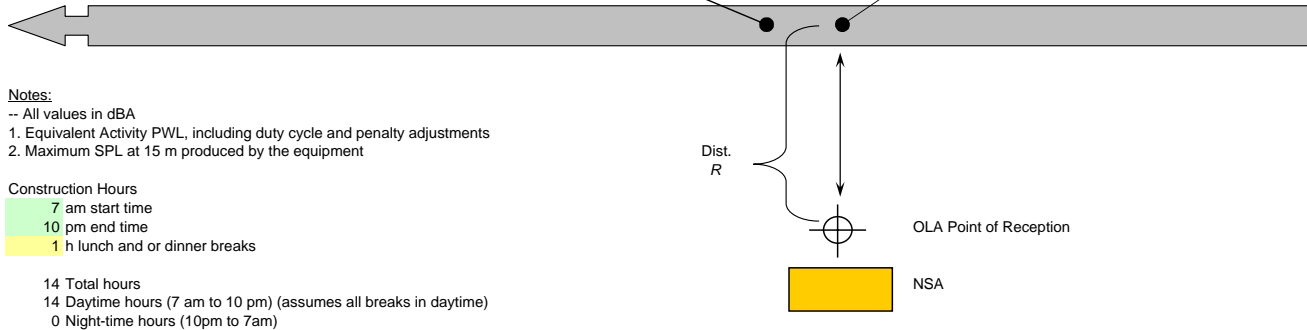 Notes:
-- All values in dBA
1. Equivalent Activity PWL, including duty cycle and penalty adjustments
2. Maximum SPL at 15 m produced by the equipment
Dist.
R
Construction Hours
7 am start time
10 pm end time
1 h lunch and or dinner breaks
OLA Point of Reception
14 Total hours
NSA
14 Daytime hours (7 am to 10 pm) (assumes all breaks in daytime)
0 Night-time hours (10pm to 7am)